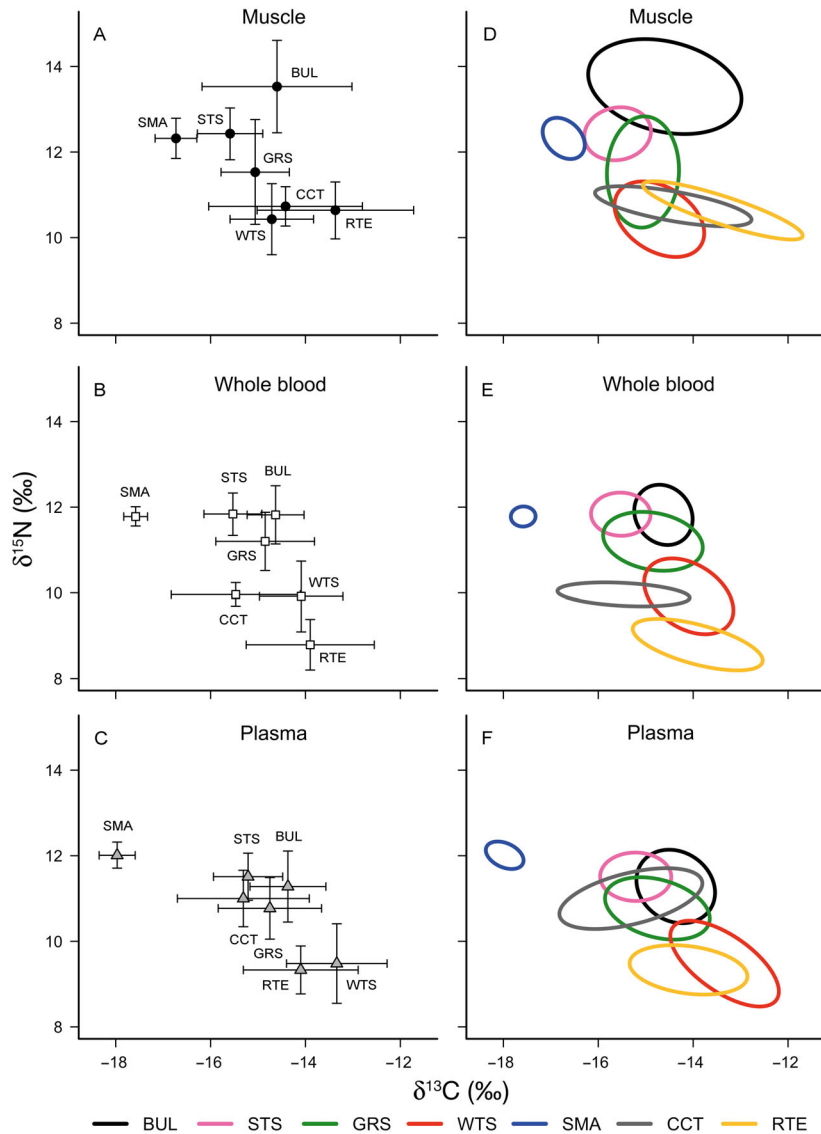 Muscle
A
14
12
10
8
BUL
SMA
STS
GRS
CCT
WTS
RTE
Muscle
D
Whole blood
B
14
12
10
8
SMA
STS
BUL
GRS
CCT
WTS
RTE
Whole blood
E
Plasma
C
14
12
10
8
SMA
STS
BUL
CCT
GRS
RTE
WTS
Plasma
F
δ15N (‰)
−18 −16 −14 −12
−18 −16 −14 −12
δ13C (‰)
BUL STS GRS WTS SMA CCT RTE